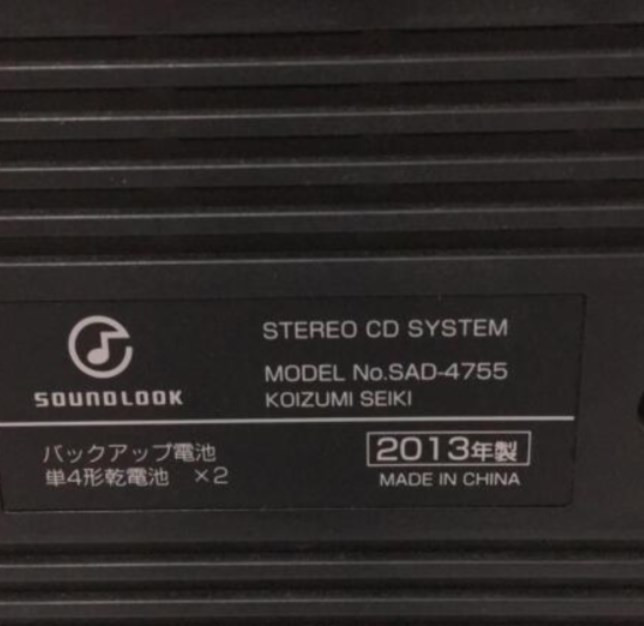 STEREO CD SYSTEM
SOUNDLOOK
MODEL No.SAD-4755
KOIZUMI SEIKI
バックアップ電池
単4形乾電池　×2
2013年製
MADE IN CHINA